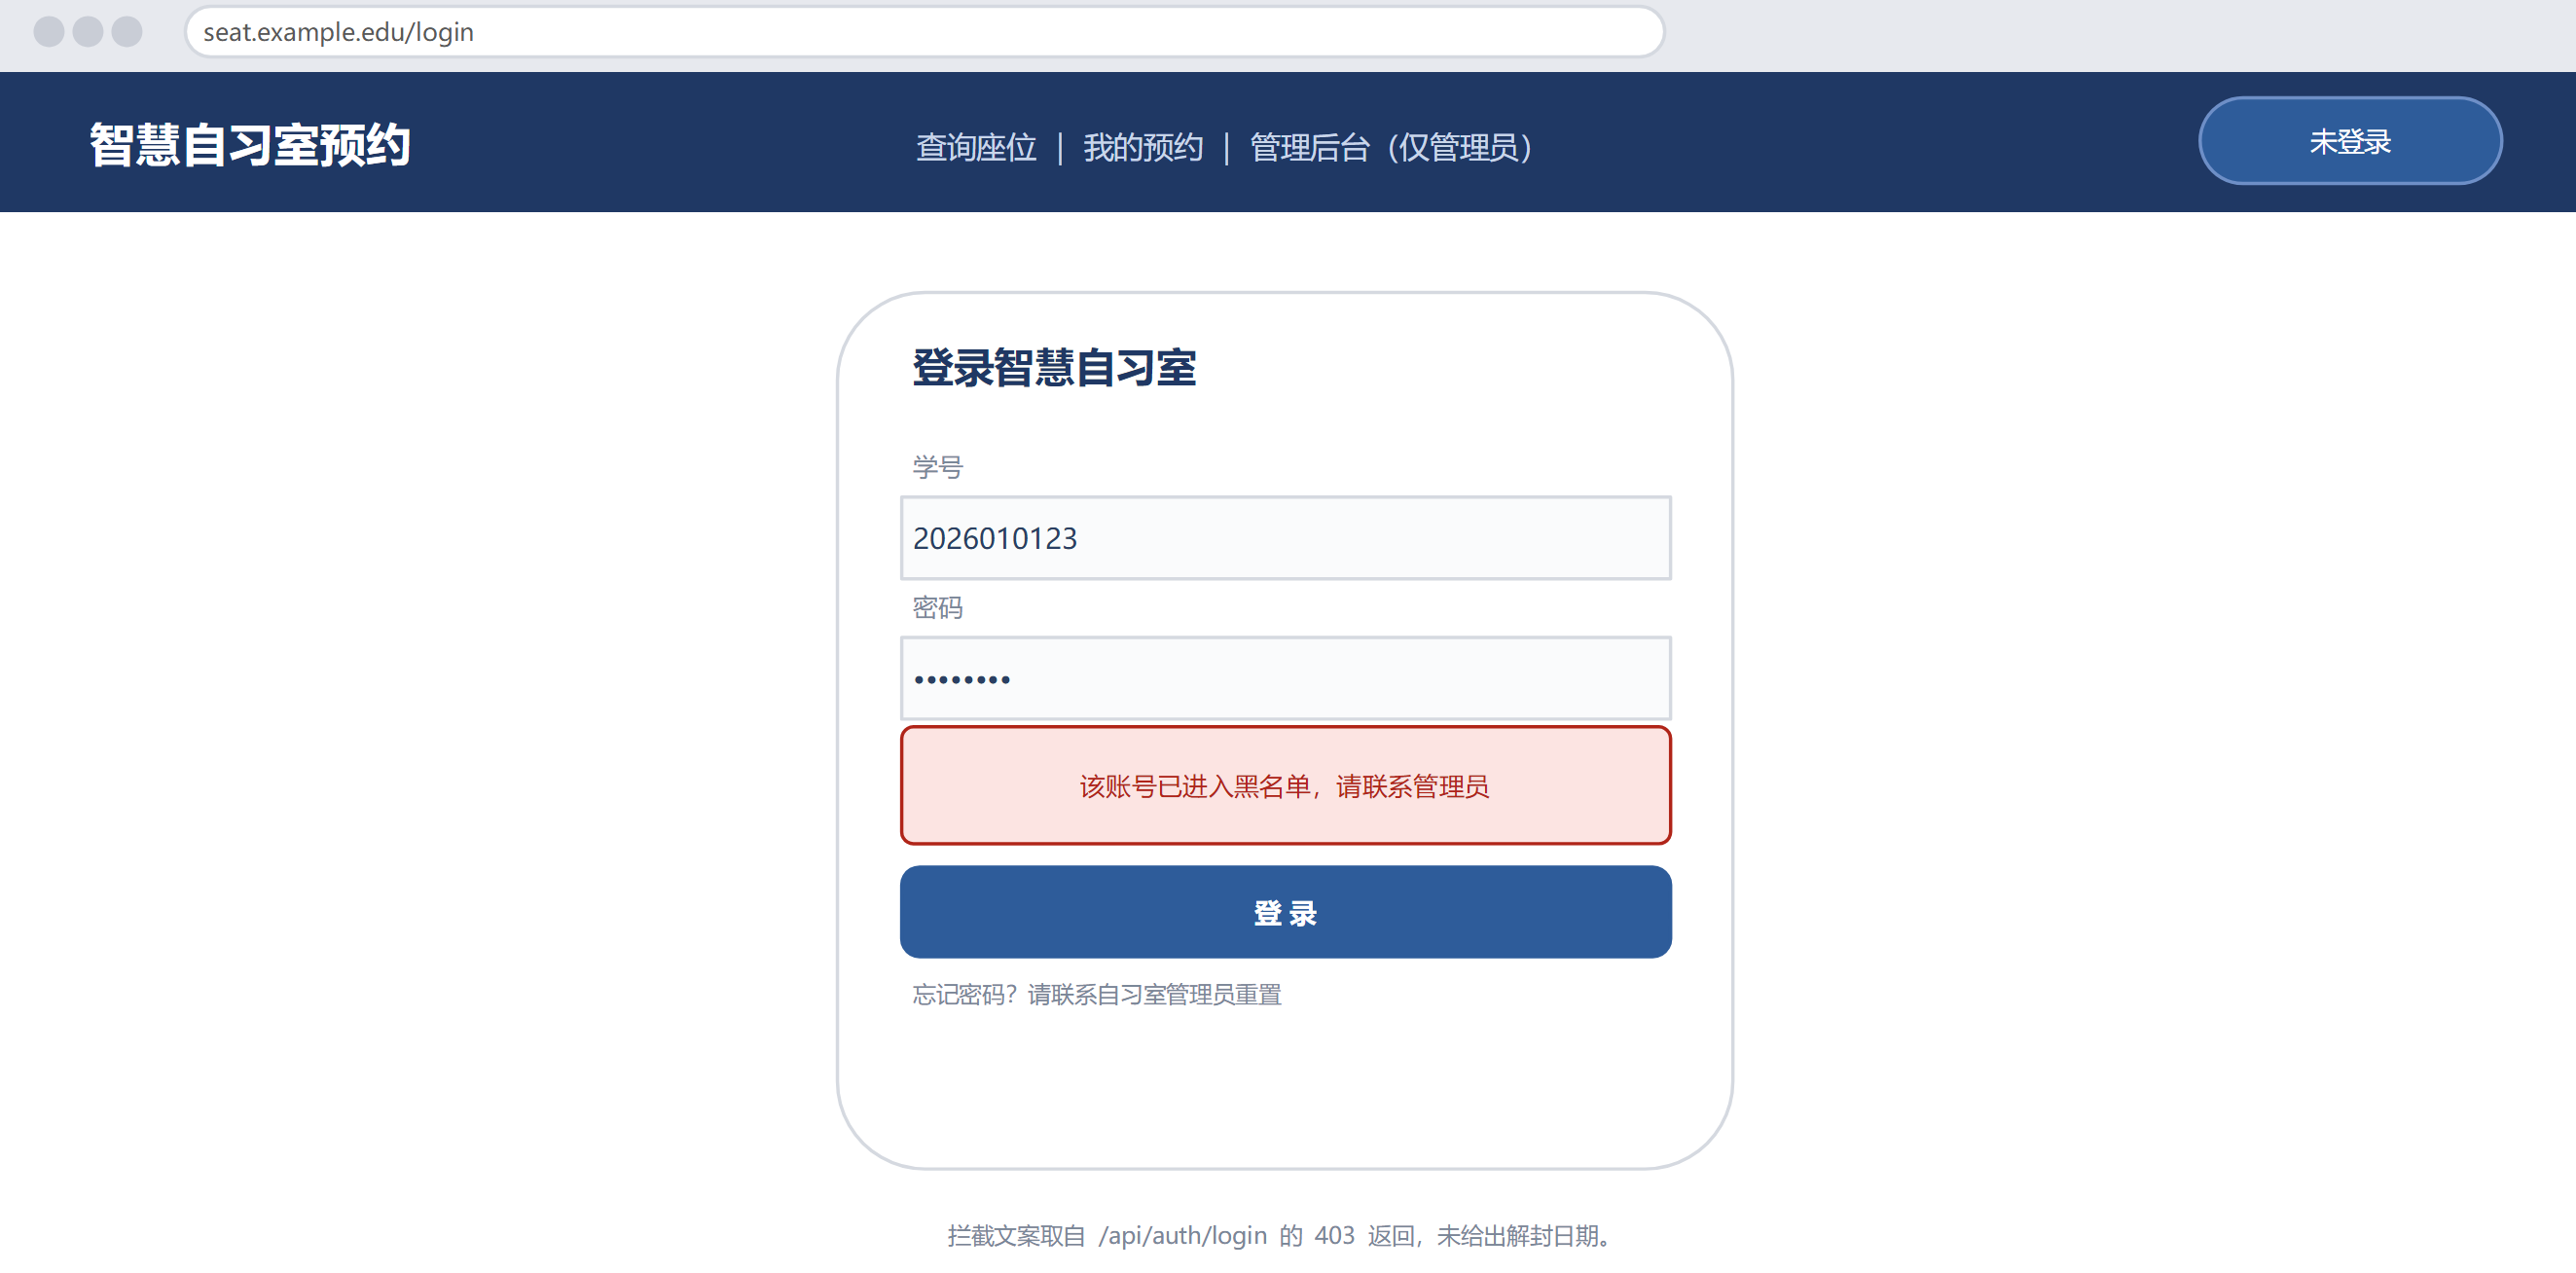 seat.example.edu/login
智慧自习室预约
查询座位 | 我的预约 | 管理后台（仅管理员）
未登录
登录智慧自习室
学号
2026010123
密码
••••••••
该账号已进入黑名单，请联系管理员
登 录
忘记密码？请联系自习室管理员重置
拦截文案取自 /api/auth/login 的 403 返回，未给出解封日期。